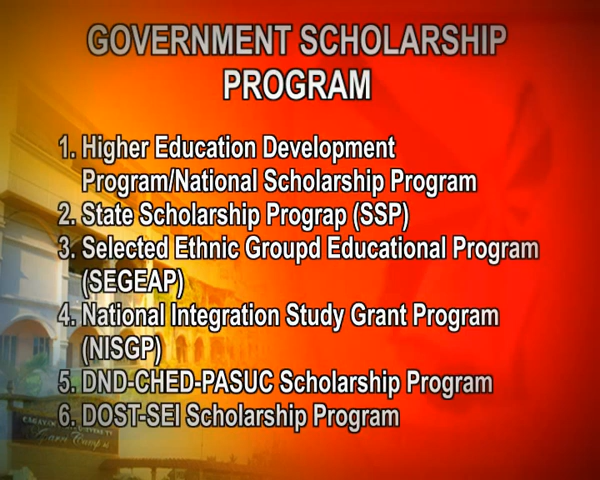 GOVERNMENT SCHOLARSHIP
PROGRAM
1. Higher Education Development
Program/National Scholarship Program
2. State Scholarship Prograp (SSP)
3. Selected Ethnic Groupd Educational Program
(SEGEAP)
4. National Integration Study Grant Program
(NISGP)
5. DND-CHED-PASUC Scholarship Program
6. DOST-SEI Scholarship Program